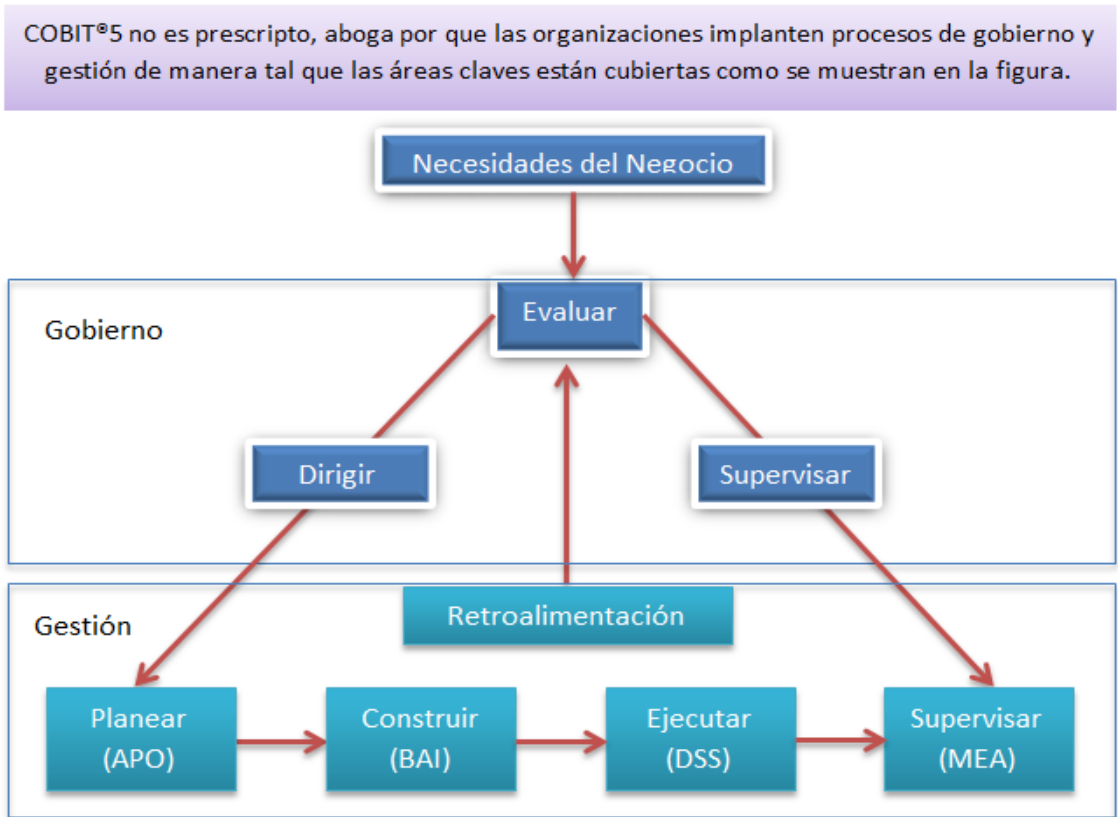 COBIT®5 no es prescripto, aboga por que las organizaciones implanten procesos de gobierno y
gestión de manera tal que las áreas claves están cubiertas como se muestran en la figura.
Necesidades del Negocio
Evaluar
Gobierno
Dirigir
Supervisar
Retroalimentación
Gestión
Planear
(APO)
Construir
(BAI)
Ejecutar
(DSS)
Supervisar
(MEA)